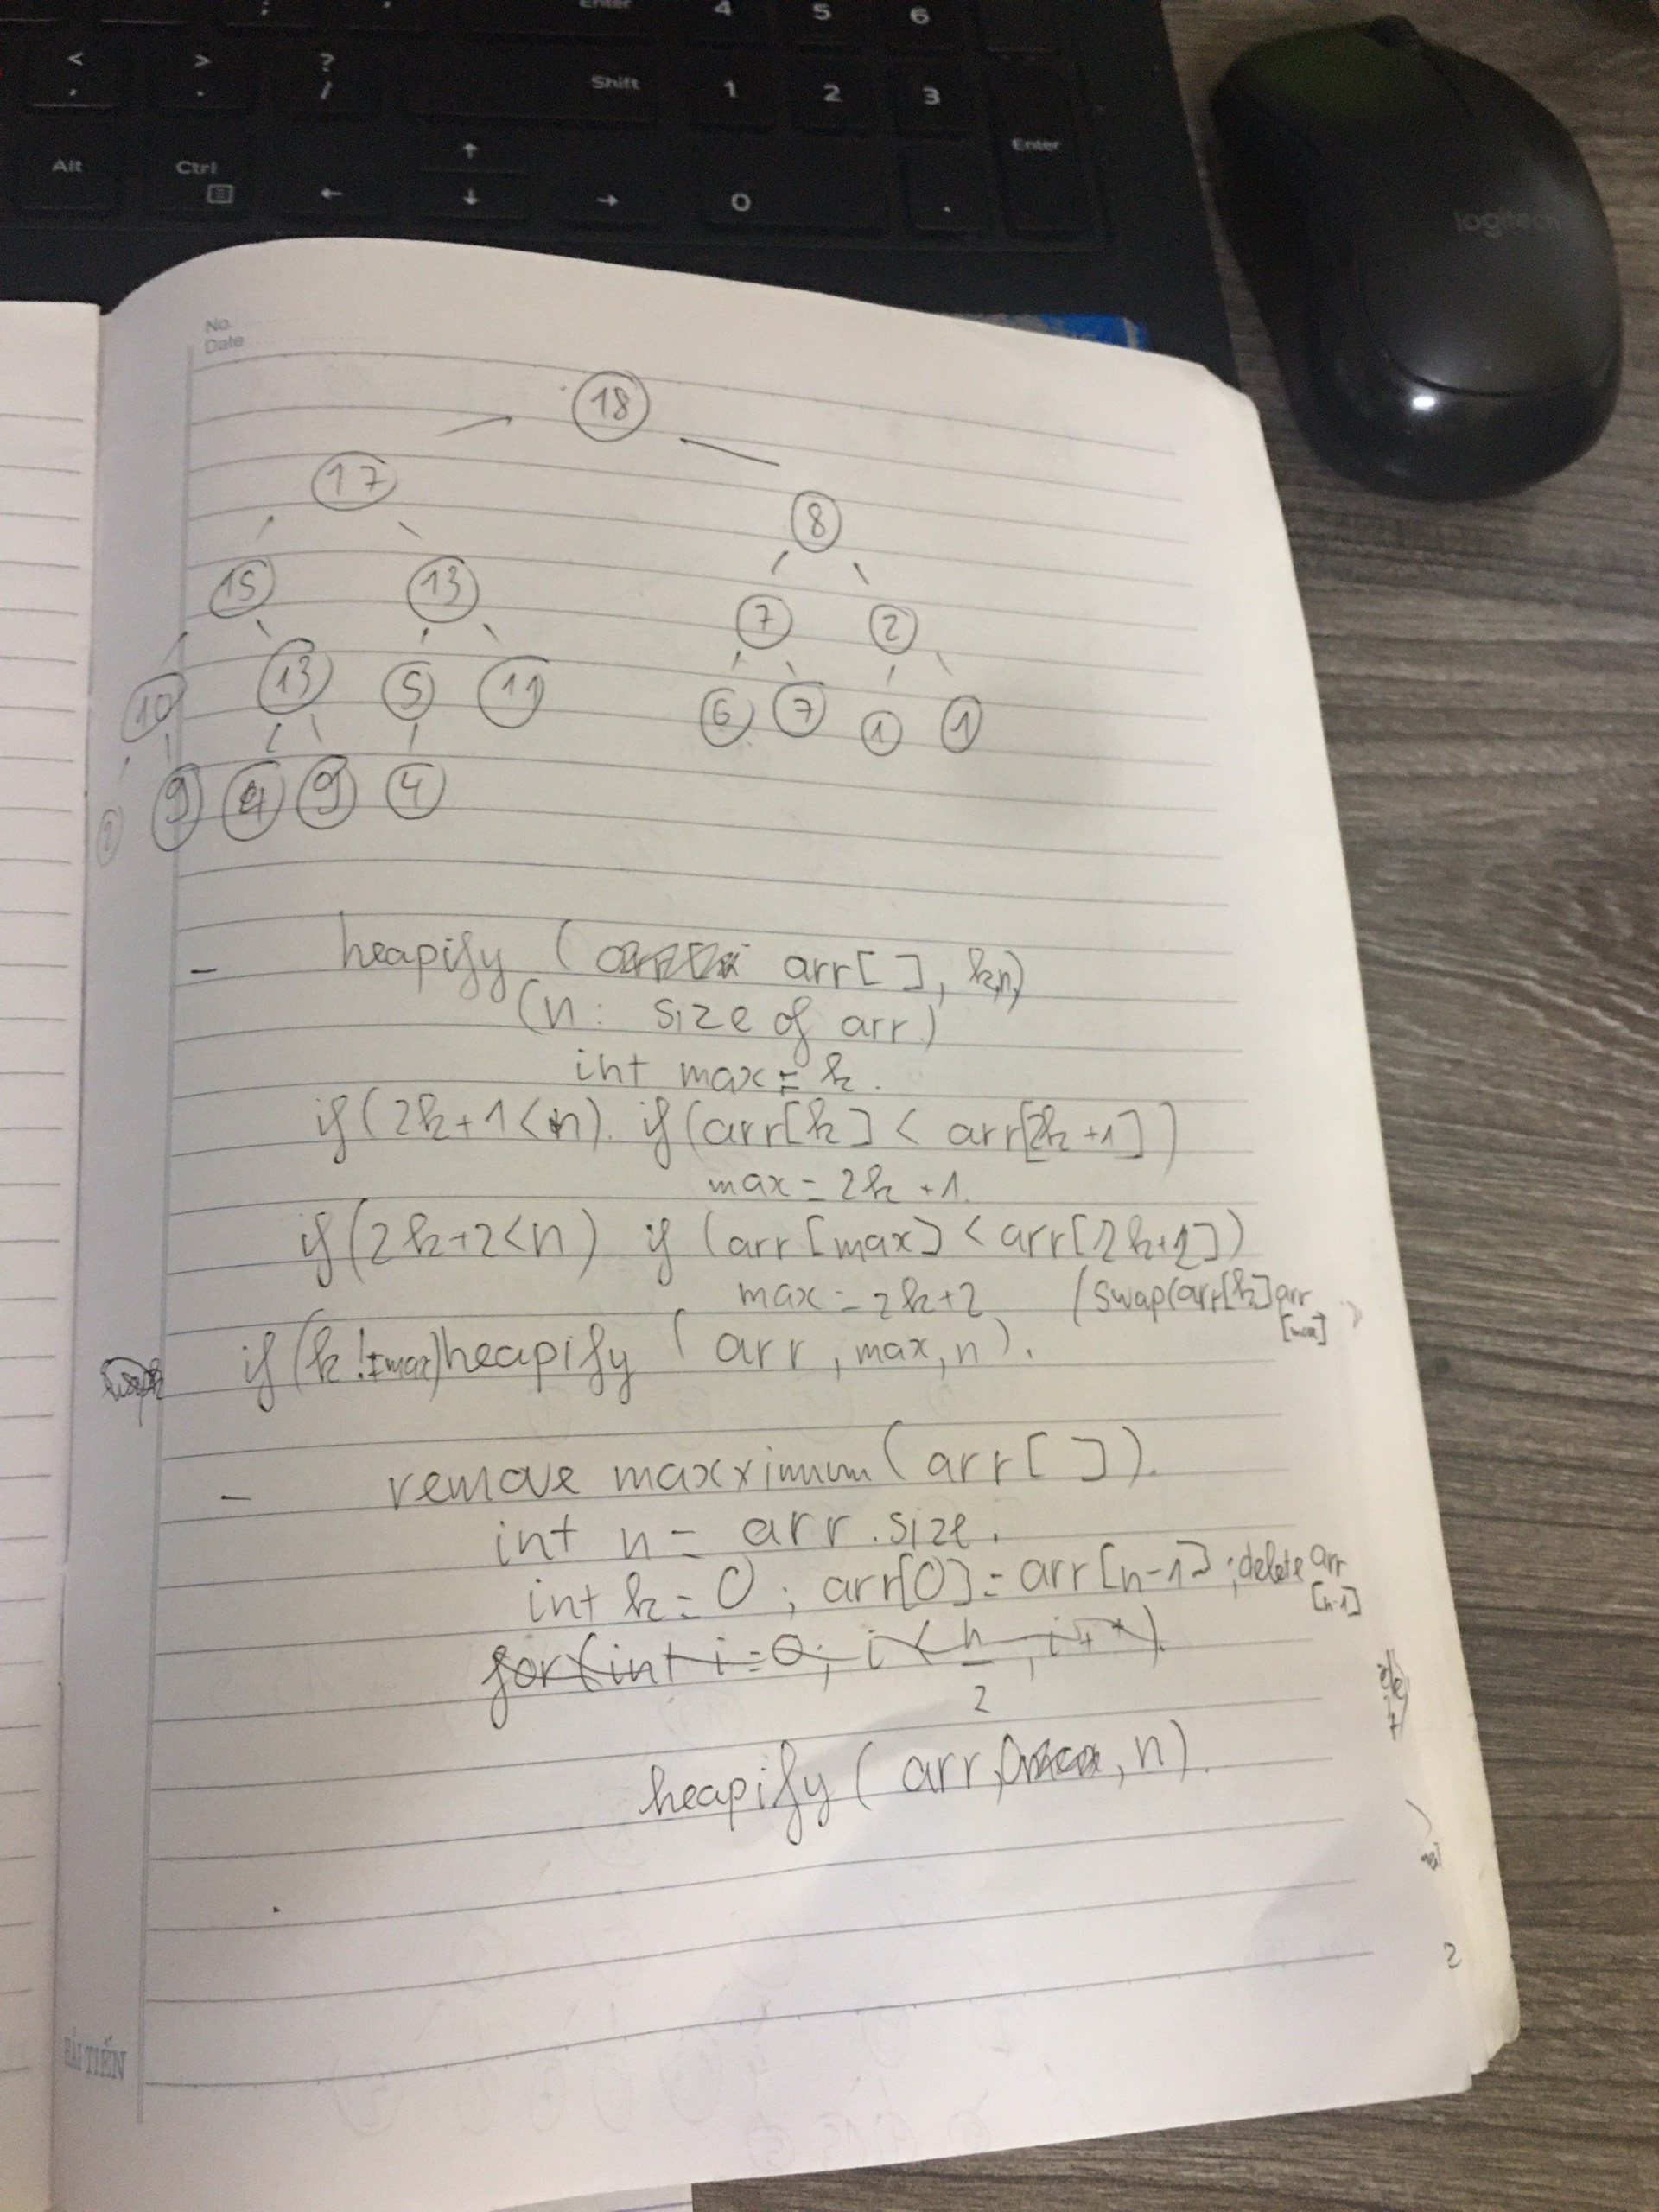 Enter 4 5 6
< > ?
, . / Shift 1 2 3
Enter
Alt Ctrl ↑
← ↓ → 0 .
logitech
No.
Date
18
17 8
15 13 7 2
10 13 5 11 6 7 1 1
9 4 9 4
- heapify ( arr[ ], k,n)
(n: size of arr)
int max = k.
if(2k+1<n). if(arr[k] < arr[2k+1])
max = 2k +1.
if(2k+2<n) if (arr[max] < arr[2k+2])
max = 2k+2 (swap(arr[k]arr
[max]
if(k != max)heapify ( arr, max, n).
- remove maxximum (arr[ ]).
int n = arr.size.
int k = 0 ; arr[0] = arr[n-1] ; delete arr
[n-1]
for(int i=0; i < n/2, i++).
heapify ( arr, , n).
2
HẢI TIẾN